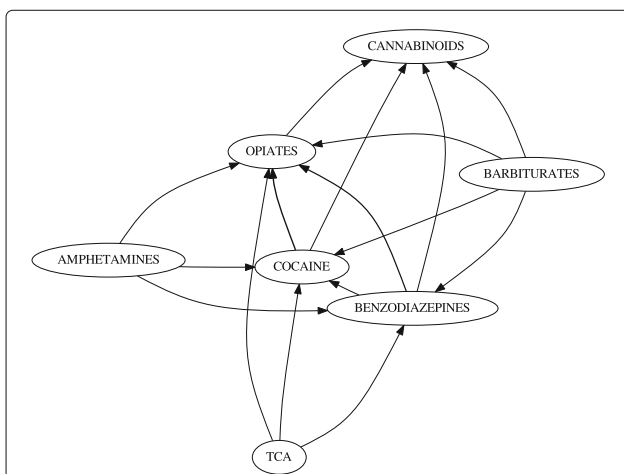 CANNABINOIDS
OPIATES
BARBITURATES
AMPHETAMINES
COCAINE
BENZODIAZEPINES
TCA